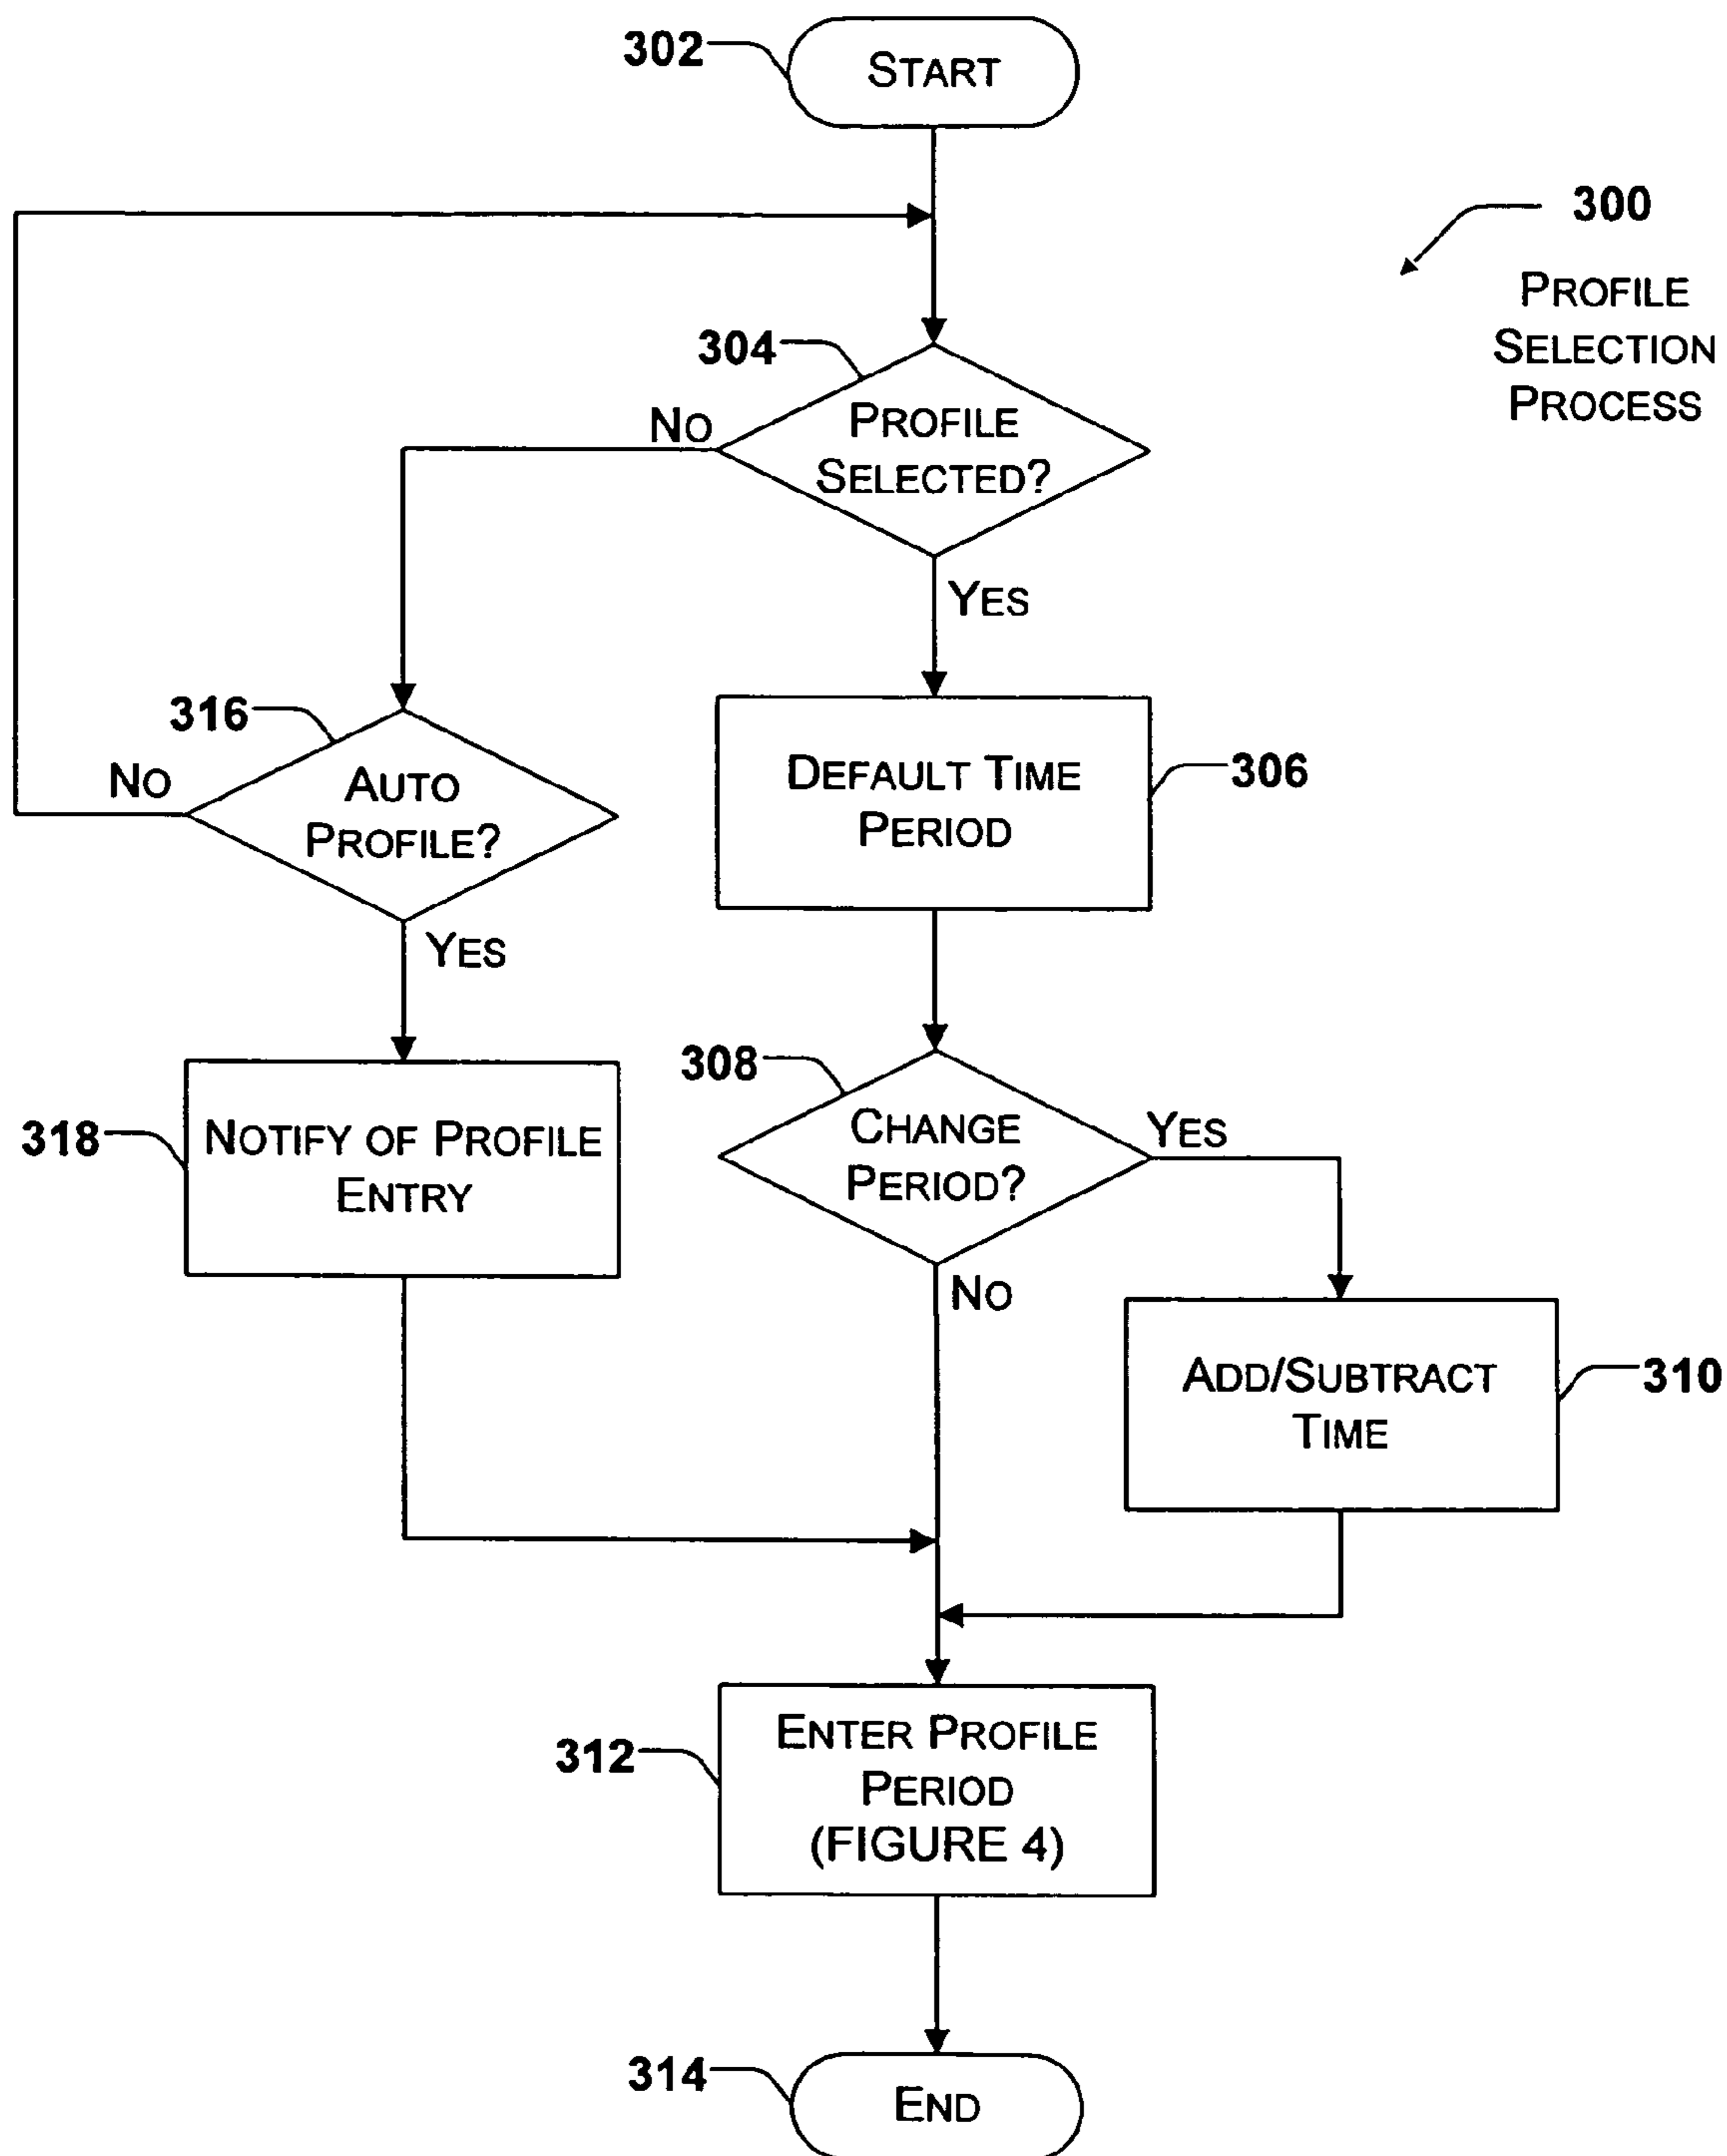 302
START
300
PROFILE
SELECTION
PROCESS
304
PROFILE
SELECTED?
NO
YES
316
AUTO
PROFILE?
NO
YES
DEFAULT TIME
PERIOD
306
308
CHANGE
PERIOD?
YES
NO
318
NOTIFY OF PROFILE
ENTRY
ADD/SUBTRACT
TIME
310
312
ENTER PROFILE
PERIOD
(FIGURE 4)
314
END